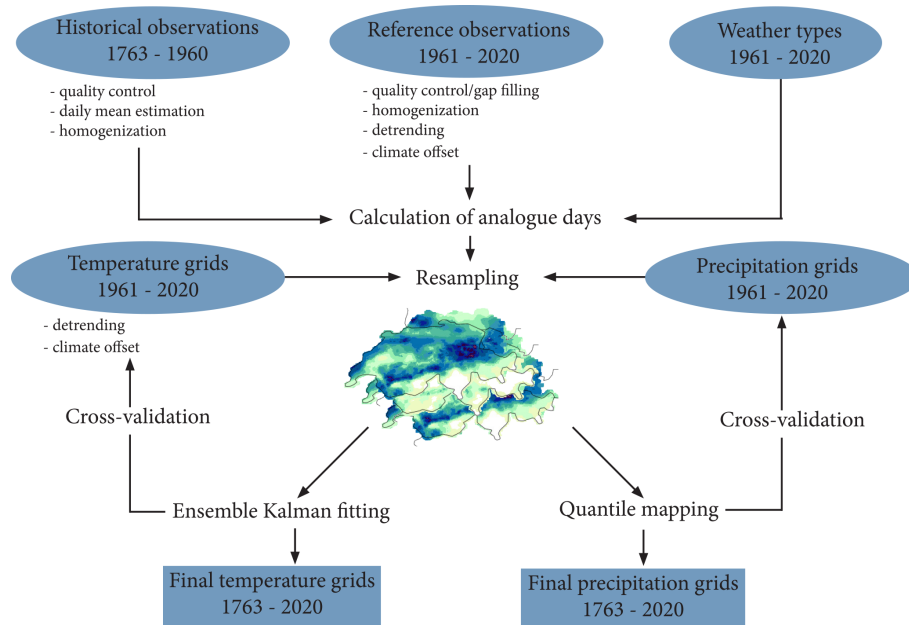 Historical observations
1763 - 1960
- quality control
- daily mean estimation
- homogenization
Reference observations
1961 - 2020
- quality control/gap filling
- homogenization
- detrending
- climate offset
Weather types
1961 - 2020
Calculation of analogue days
Temperature grids
1961 - 2020
- detrending
- climate offset
Resampling
Precipitation grids
1961 - 2020
Cross-validation
Cross-validation
Ensemble Kalman fitting
Quantile mapping
Final temperature grids
1763 - 2020
Final precipitation grids
1763 - 2020